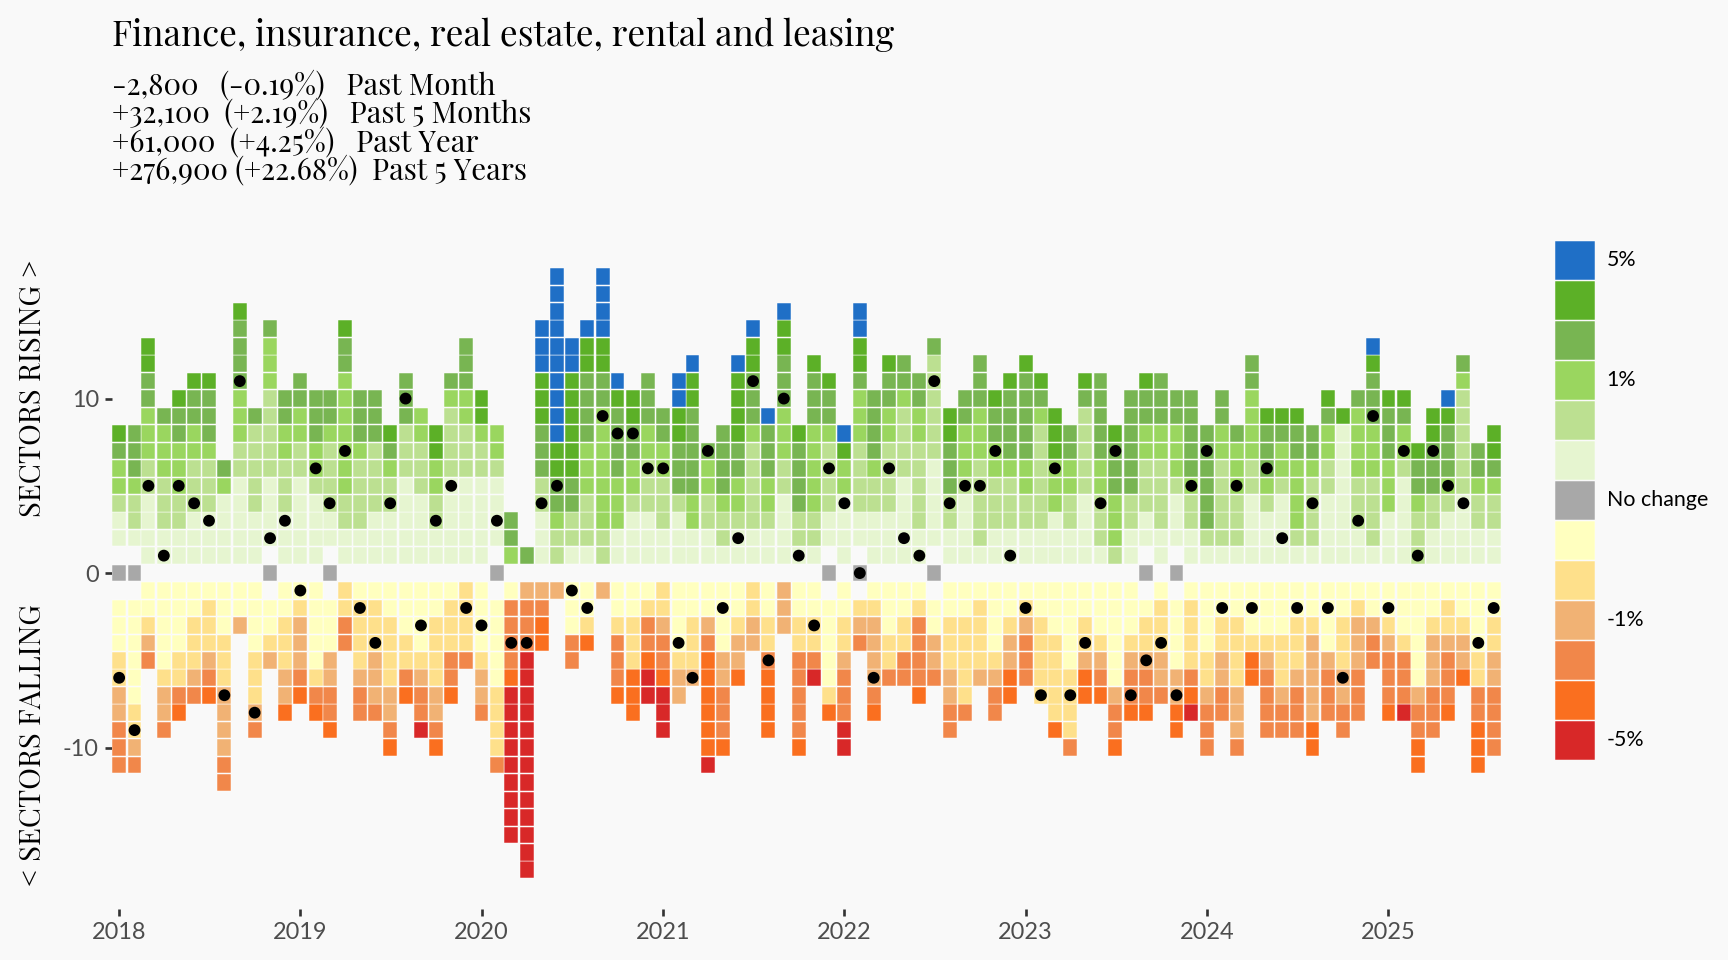 Finance, insurance, real estate, rental and leasing
-2,800 (-0.19%) Past Month
+32,100 (+2.19%) Past 5 Months
+61,000 (+4.25%) Past Year
+276,900 (+22.68%) Past 5 Years
SECTORS RISING >
< SECTORS FALLING
10
0
-10
2018 2019 2020 2021 2022 2023 2024 2025
5%
1%
No change
-1%
-5%